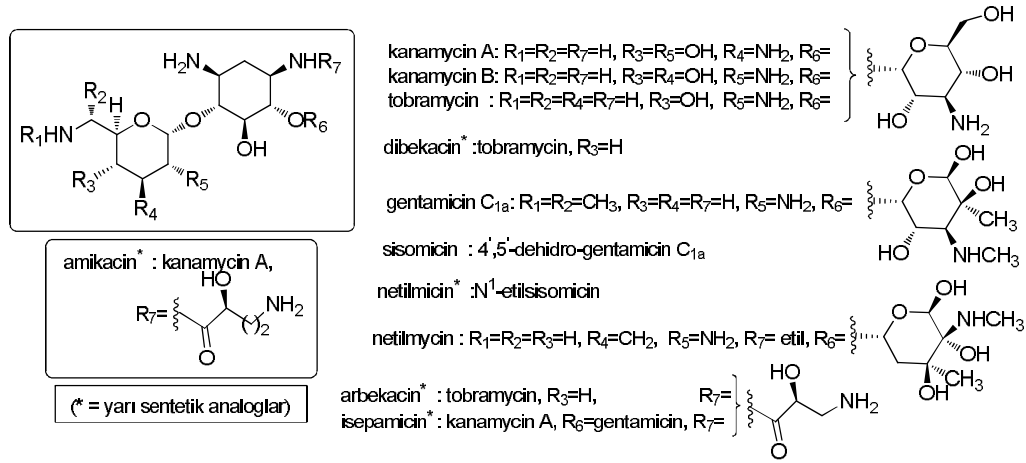 H₂N NHR₇
R₂ H
R₁HN O O OR₆
OH
R₃ R₅
R₄
kanamycin A: R₁=R₂=R₇=H, R₃=R₅=OH, R₄=NH₂, R₆=
kanamycin B: R₁=R₂=R₇=H, R₃=R₄=OH, R₅=NH₂, R₆=
tobramycin : R₁=R₂=R₄=R₇=H, R₃=OH, R₅=NH₂, R₆=
OH
O
OH
HO NH₂
dibekacin* :tobramycin, R₃=H
gentamicin C₁ₐ: R₁=R₂=CH₃, R₃=R₄=R₇=H, R₅=NH₂, R₆=
OH
O OH
CH₃
HO NHCH₃
sisomicin : 4',5'-dehidro-gentamicin C₁ₐ
netilmicin* :N¹-etilsisomicin
netilmycin : R₁=R₂=R₃=H, R₄=CH₂, R₅=NH₂, R₇= etil, R₆=
OH
O NHCH₃
OH
CH₃
HO
amikacin* : kanamycin A,
HO
R₇= NH₂
( )₂
O
(* = yarı sentetik analoglar)
arbekacin* : tobramycin, R₃=H, R₇=
isepamicin* : kanamycin A, R₆=gentamicin, R₇=
HO
NH₂
O